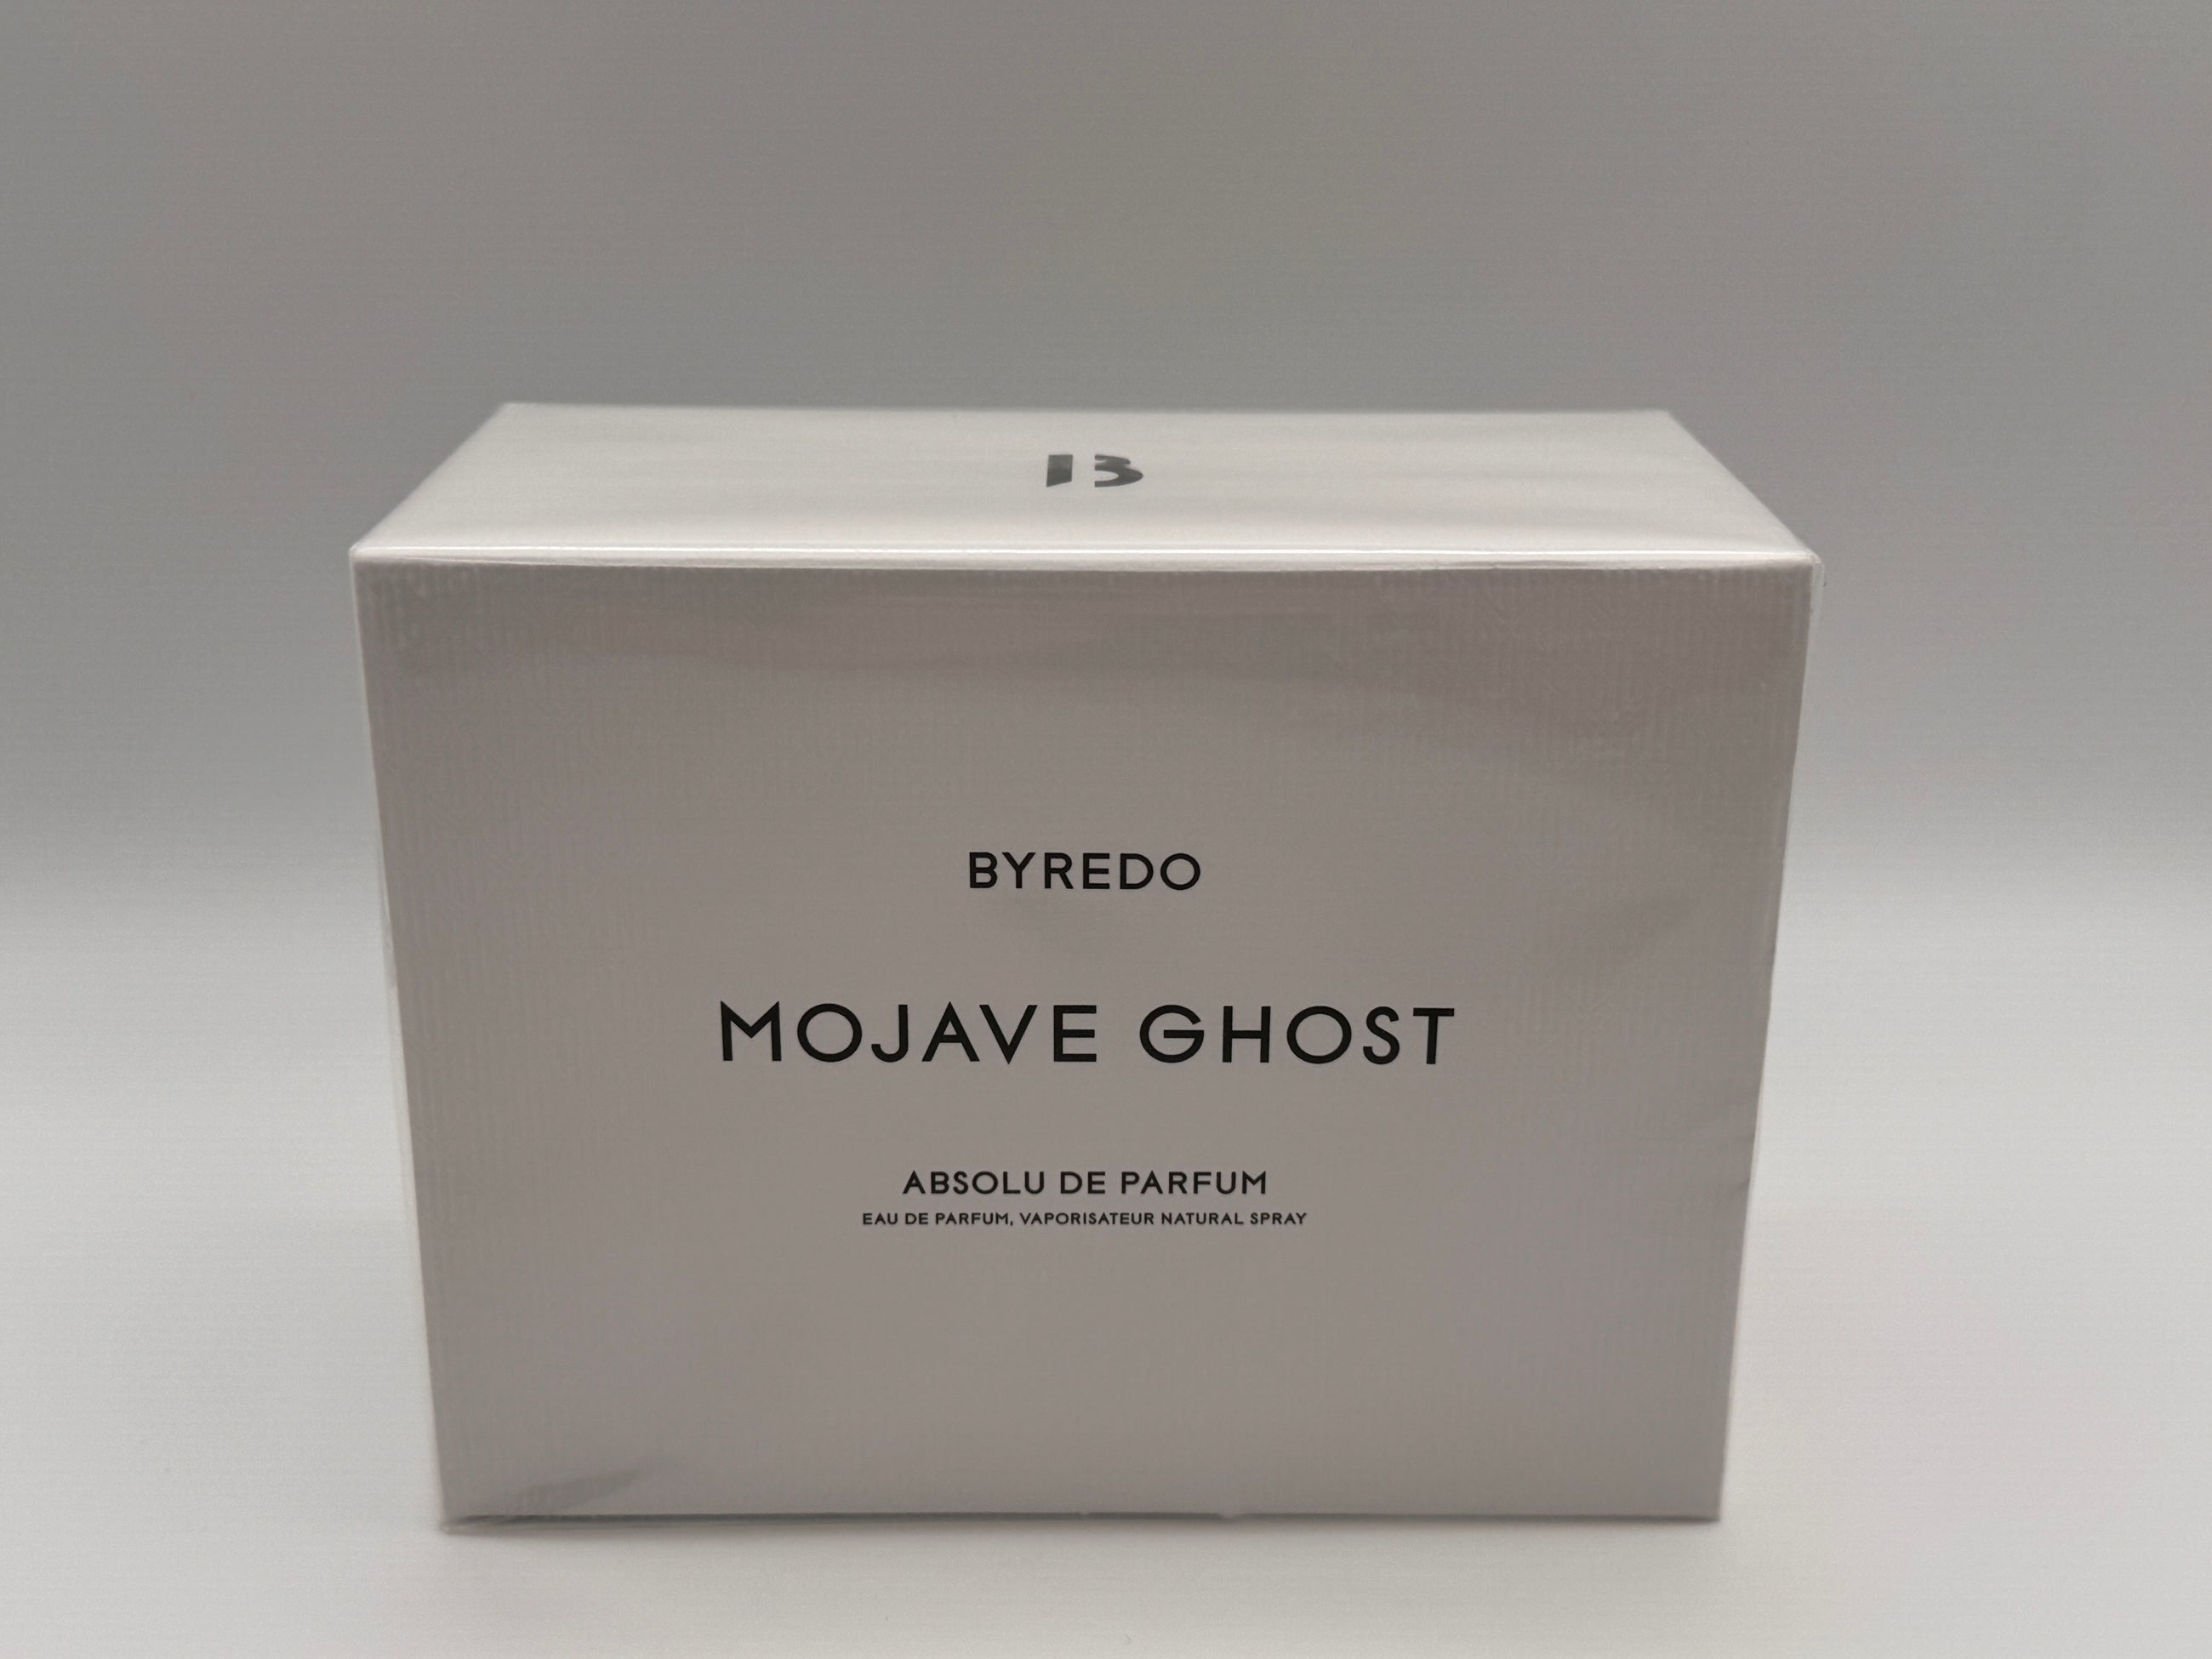 B
BYREDO
MOJAVE GHOST
ABSOLU DE PARFUM
EAU DE PARFUM, VAPORISATEUR NATURAL SPRAY